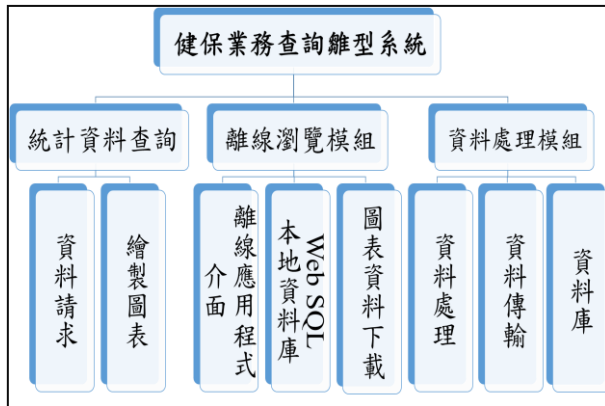 健保業務查詢雛型系統
統計資料查詢
離線瀏覽模組
資料處理模組
資料請求
繪製圖表
離線應用程式
介面
Web SQL
本地資料庫
圖表資料下載
資料處理
資料傳輸
資料庫